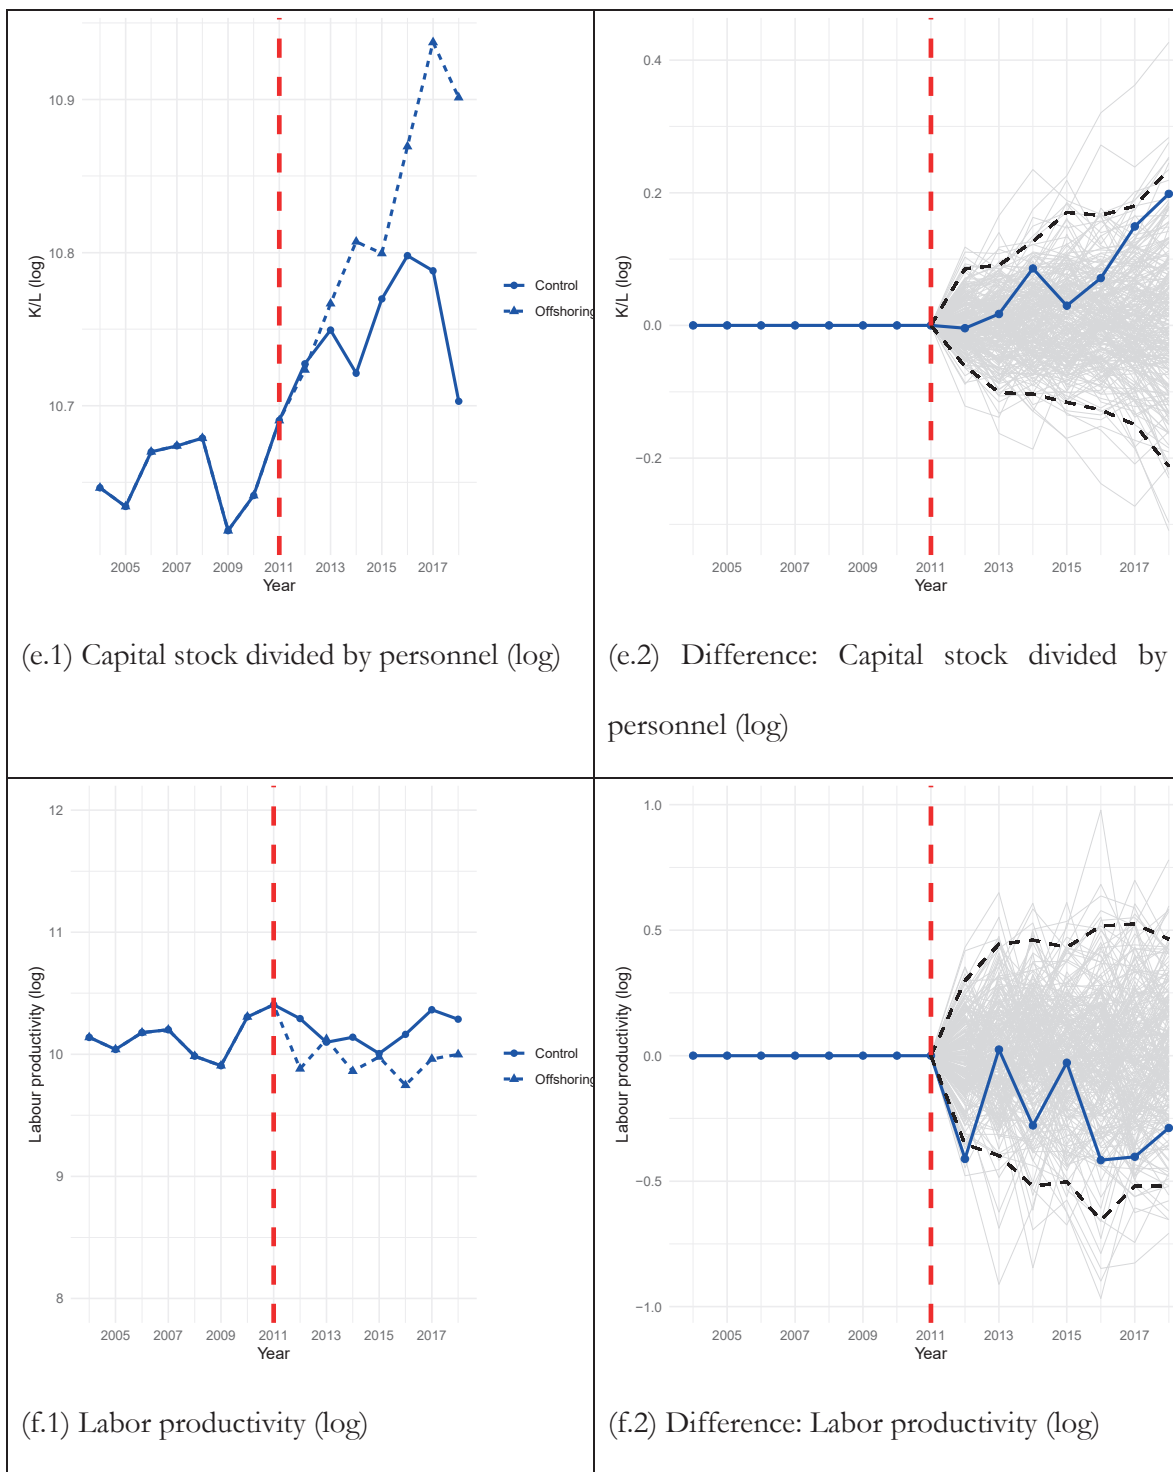 10.9
10.8
10.7
K/L (log)
2005 2007 2009 2011 2013 2015 2017
Year
Control
Offshoring
(e.1) Capital stock divided by personnel (log)
0.4
0.2
0.0
−0.2
K/L (log)
2005 2007 2009 2011 2013 2015 2017
Year
(e.2) Difference: Capital stock divided by
personnel (log)
12
11
10
9
8
Labour productivity (log)
2005 2007 2009 2011 2013 2015 2017
Year
Control
Offshoring
(f.1) Labor productivity (log)
1.0
0.5
0.0
−0.5
−1.0
Labour productivity (log)
2005 2007 2009 2011 2013 2015 2017
Year
(f.2) Difference: Labor productivity (log)